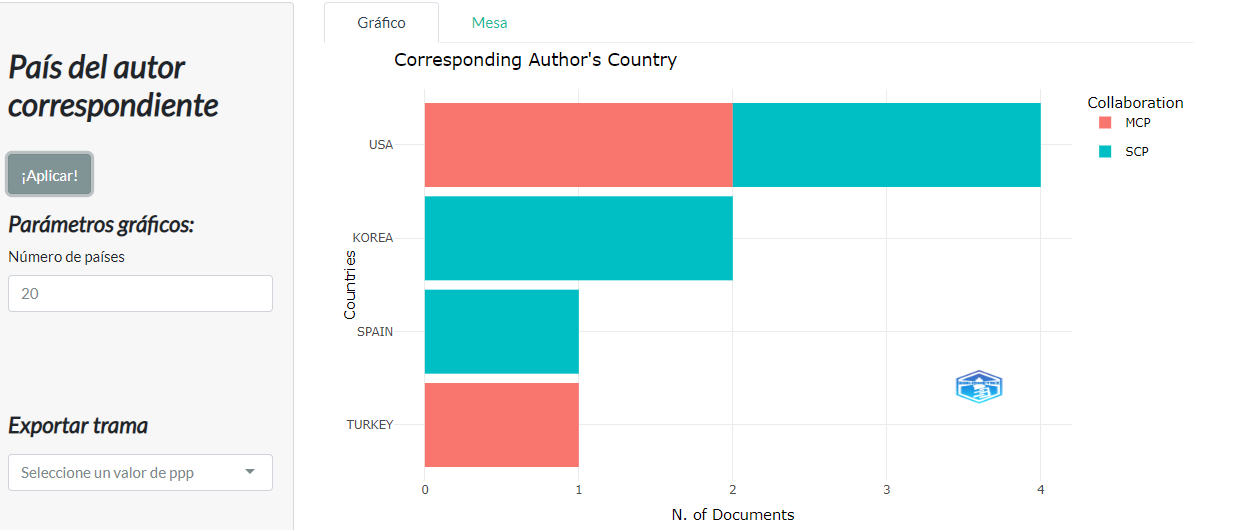 País del autor
correspondiente
¡Aplicar!
Parámetros gráficos:
Número de países
20
Exportar trama
Seleccione un valor de ppp
Gráfico
Mesa
Corresponding Author's Country
Collaboration
MCP
SCP
Countries
USA
KOREA
SPAIN
TURKEY
0 1 2 3 4
N. of Documents